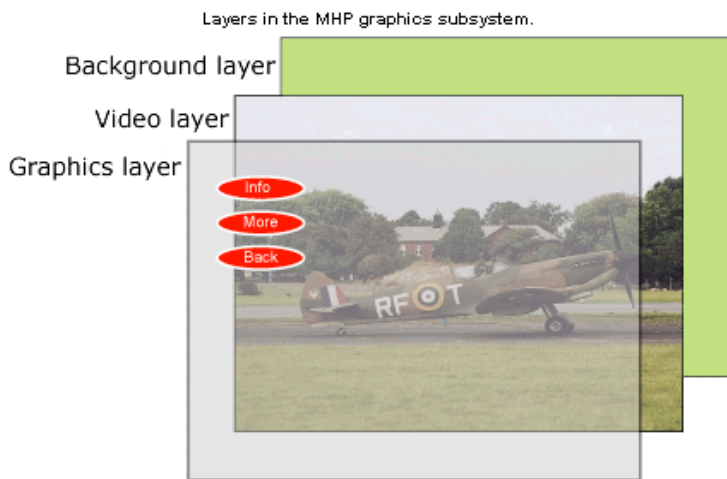 Layers in the MHP graphics subsystem.
Background layer
Video layer
Graphics layer
Info
More
Back
RF T